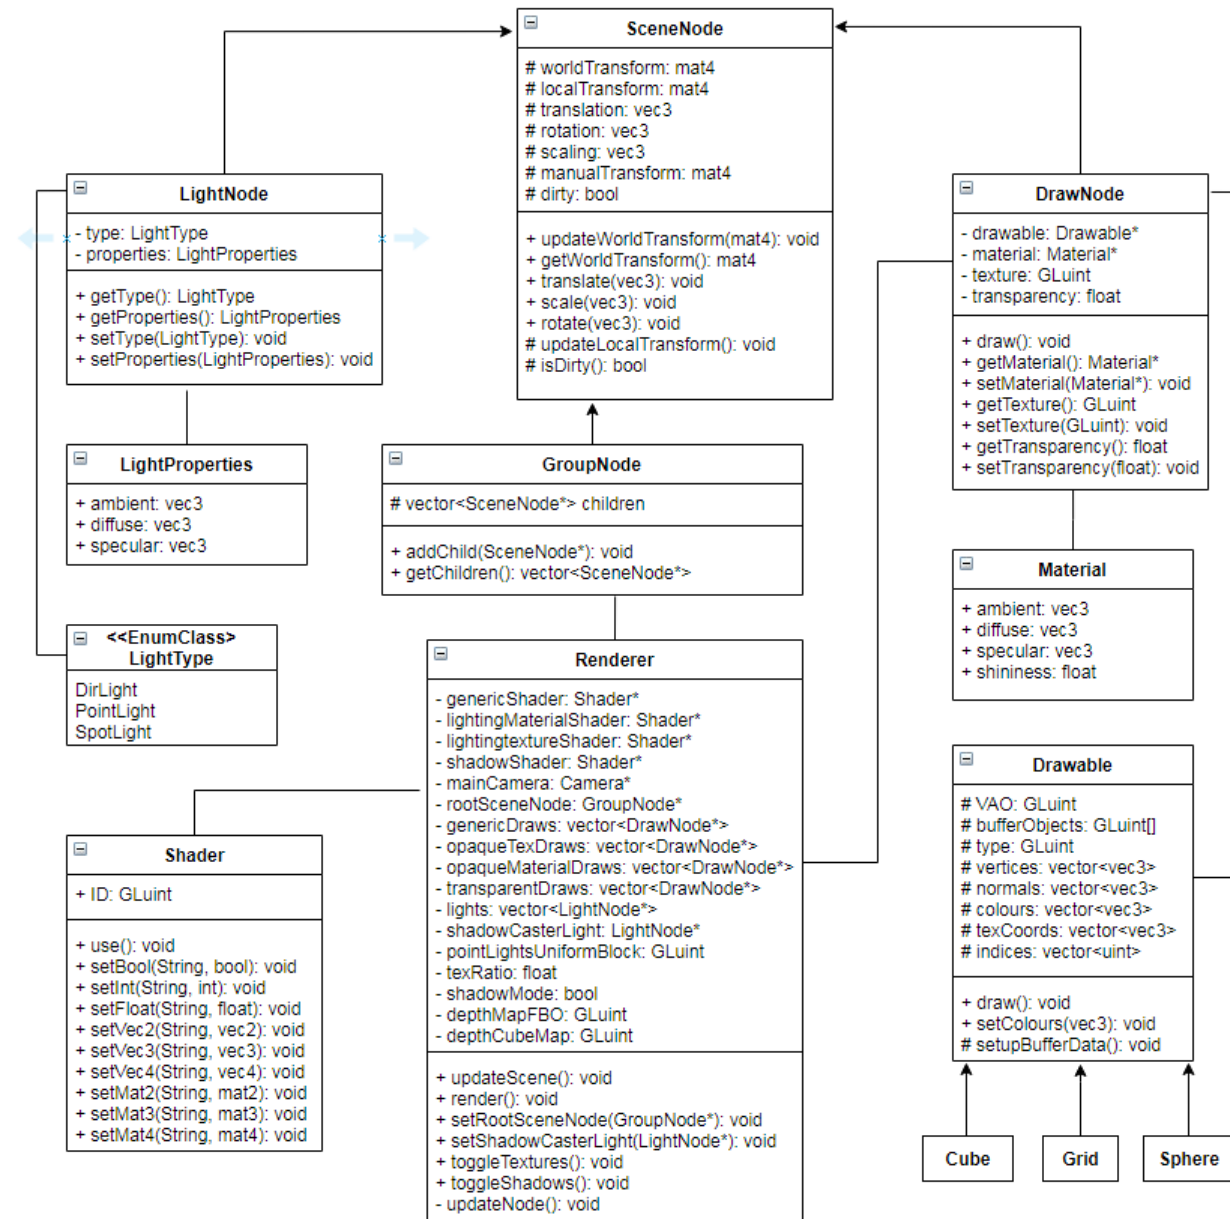 SceneNode
# worldTransform: mat4
# localTransform: mat4
# translation: vec3
# rotation: vec3
# scaling: vec3
# manualTransform: mat4
# dirty: bool
+ updateWorldTransform(mat4): void
+ getWorldTransform(): mat4
+ translate(vec3): void
+ scale(vec3): void
+ rotate(vec3): void
# updateLocalTransform(): void
# isDirty(): bool
LightNode
- type: LightType
- properties: LightProperties
+ getType(): LightType
+ getProperties(): LightProperties
+ setType(LightType): void
+ setProperties(LightProperties): void
DrawNode
- drawable: Drawable*
- material: Material*
- texture: GLuint
- transparency: float
+ draw(): void
+ getMaterial(): Material*
+ setMaterial(Material*): void
+ getTexture(): GLuint
+ setTexture(GLuint): void
+ getTransparency(): float
+ setTransparency(float): void
LightProperties
+ ambient: vec3
+ diffuse: vec3
+ specular: vec3
GroupNode
# vector<SceneNode*> children
+ addChild(SceneNode*): void
+ getChildren(): vector<SceneNode*>
Material
+ ambient: vec3
+ diffuse: vec3
+ specular: vec3
+ shininess: float
<<EnumClass>
LightType
DirLight
PointLight
SpotLight
Renderer
- genericShader: Shader*
- lightingMaterialShader: Shader*
- lightingtextureShader: Shader*
- shadowShader: Shader*
- mainCamera: Camera*
- rootSceneNode: GroupNode*
- genericDraws: vector<DrawNode*>
- opaqueTexDraws: vector<DrawNode*>
- opaqueMaterialDraws: vector<DrawNode*>
- transparentDraws: vector<DrawNode*>
- lights: vector<LightNode*>
- shadowCasterLight: LightNode*
- pointLightsUniformBlock: GLuint
- texRatio: float
- shadowMode: bool
- depthMapFBO: GLuint
- depthCubeMap: GLuint
+ updateScene(): void
+ render(): void
+ setRootSceneNode(GroupNode*): void
+ setShadowCasterLight(LightNode*): void
+ toggleTextures(): void
+ toggleShadows(): void
- updateNode(): void
Shader
+ ID: GLuint
+ use(): void
+ setBool(String, bool): void
+ setInt(String, int): void
+ setFloat(String, float): void
+ setVec2(String, vec2): void
+ setVec3(String, vec3): void
+ setVec4(String, vec4): void
+ setMat2(String, mat2): void
+ setMat3(String, mat3): void
+ setMat4(String, mat4): void
Drawable
# VAO: GLuint
# bufferObjects: GLuint[]
# type: GLuint
# vertices: vector<vec3>
# normals: vector<vec3>
# colours: vector<vec3>
# texCoords: vector<vec3>
# indices: vector<uint>
+ draw(): void
+ setColours(vec3): void
# setupBufferData(): void
Cube
Grid
Sphere